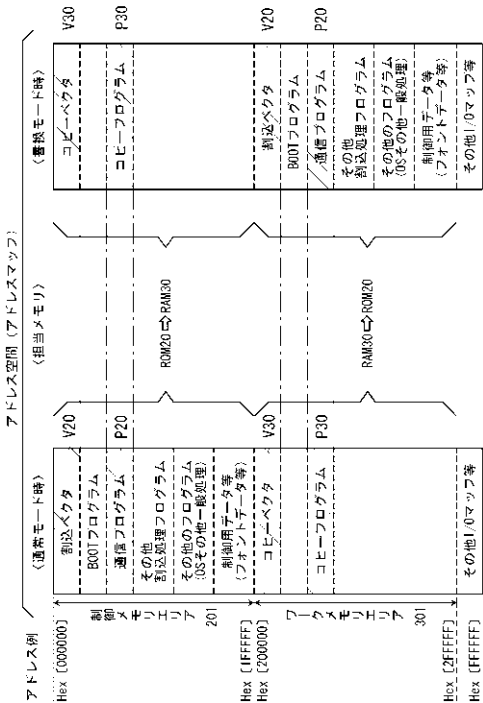 アドレス空間(アドレスマップ)
アドレス例
〈通常モード時〉
〈担当メモリ〉
〈置換モード時〉
Hex [000000]
制御メモリエリア
201
Hex [1FFFFF]
Hex [200000]
ワークメモリエリア
301
Hex [2FFFFF]
Hex [FFFFFF]
割込ベクタ
V20
BOOTプログラム
通信プログラム
P20
その他
割込処理プログラム
その他のプログラム
(OSその他一般処理)
制御用データ等
(フォントデータ等)
コピーベクタ
V30
コピープログラム
P30
その他I/Oマップ等
ROM20⇨RAM30
RAM30⇨ROM20
コピーベクタ
V30
コピープログラム
P30
割込ベクタ
V20
BOOTプログラム
通信プログラム
P20
その他
割込処理プログラム
その他のプログラム
(OSその他一般処理)
制御用データ等
(フォントデータ等)
その他I/Oマップ等